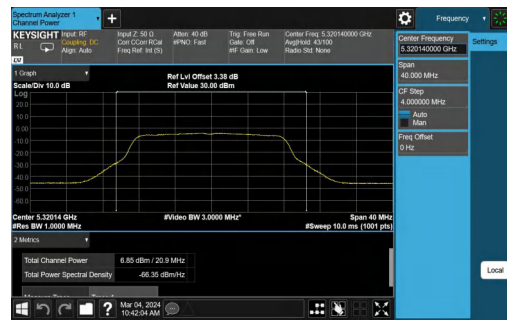 Spectrum Analyzer 1
Channel Power
+
Frequency
KEYSIGHT
RL
Input: RF
Coupling: DC
Align: Auto
Input Z: 50 Ω
Corr CCorr RCal
Freq Ref: Int (S)
Atten: 40 dB
#PNO: Fast
Trig: Free Run
Gate: Off
#IF Gain: Low
Center Freq: 5.320140000 GHz
Avg|Hold: 43/100
Radio Std: None
LV
Center Frequency
5.320140000 GHz
Settings
Span
40.000 MHz
CF Step
4.000000 MHz
Auto
Man
Freq Offset
0 Hz
1 Graph
Scale/Div 10.0 dB
Ref Lvl Offset 3.38 dB
Ref Value 30.00 dBm
Log
20.0
10.0
0.00
-10.0
-20.0
-30.0
-40.0
-50.0
-60.0
Center 5.32014 GHz
#Res BW 1.0000 MHz
#Video BW 3.0000 MHz*
Span 40 MHz
#Sweep 10.0 ms (1001 pts)
2 Metrics
Total Channel Power 6.85 dBm / 20.9 MHz
Total Power Spectral Density -66.35 dBm/Hz
Local
?
Mar 04, 2024
10:42:04 AM